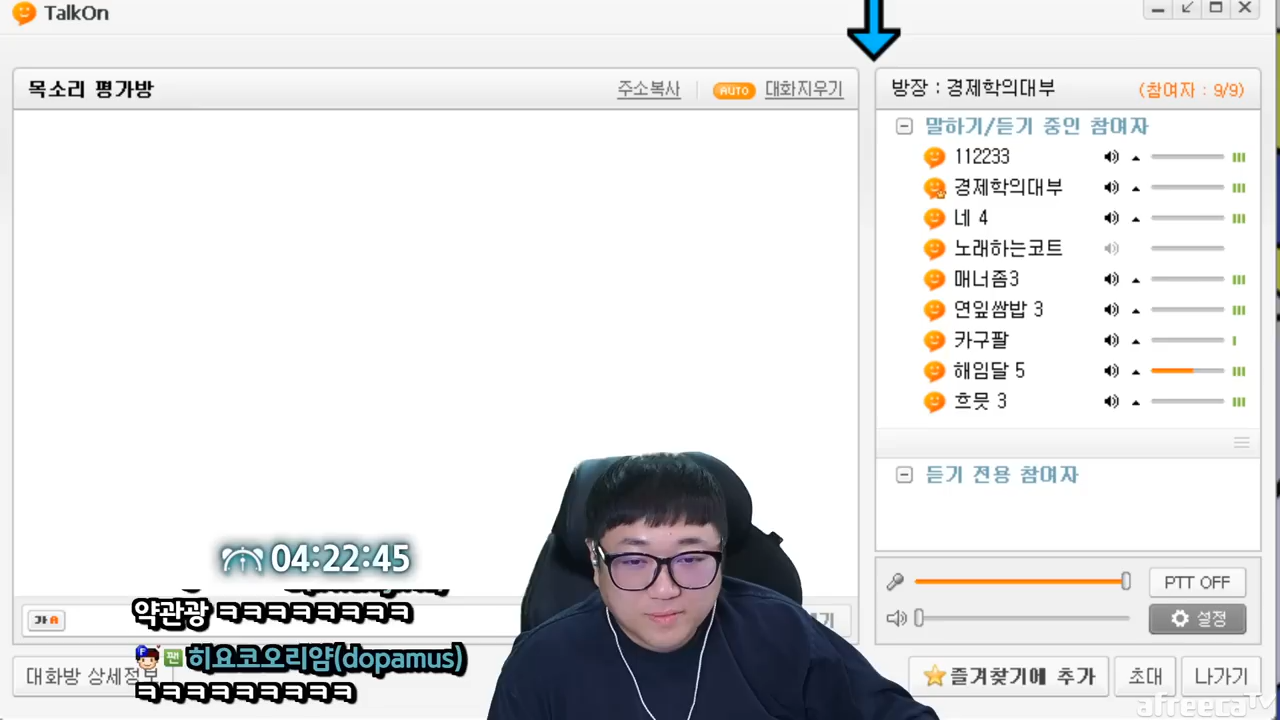 TalkOn
목소리 평가방
주소복사
AUTO 대화지우기
방장 : 경제학의대부
(참여자 : 9/9)
말하기/듣기 중인 참여자
112233
경제학의대부
네 4
노래하는코트
매너좀3
연잎쌈밥 3
카구팔
해임달 5
흐뭇 3
듣기 전용 참여자
PTT OFF
설정
즐겨찾기에 추가
초대
나가기
04:22:45
약관광 ㅋㅋㅋㅋㅋㅋㅋㅋ
가A
히요코오리얌(dopamus)
ㅋㅋㅋㅋㅋㅋㅋㅋㅋ
대화방 상세정보
afreecaTV